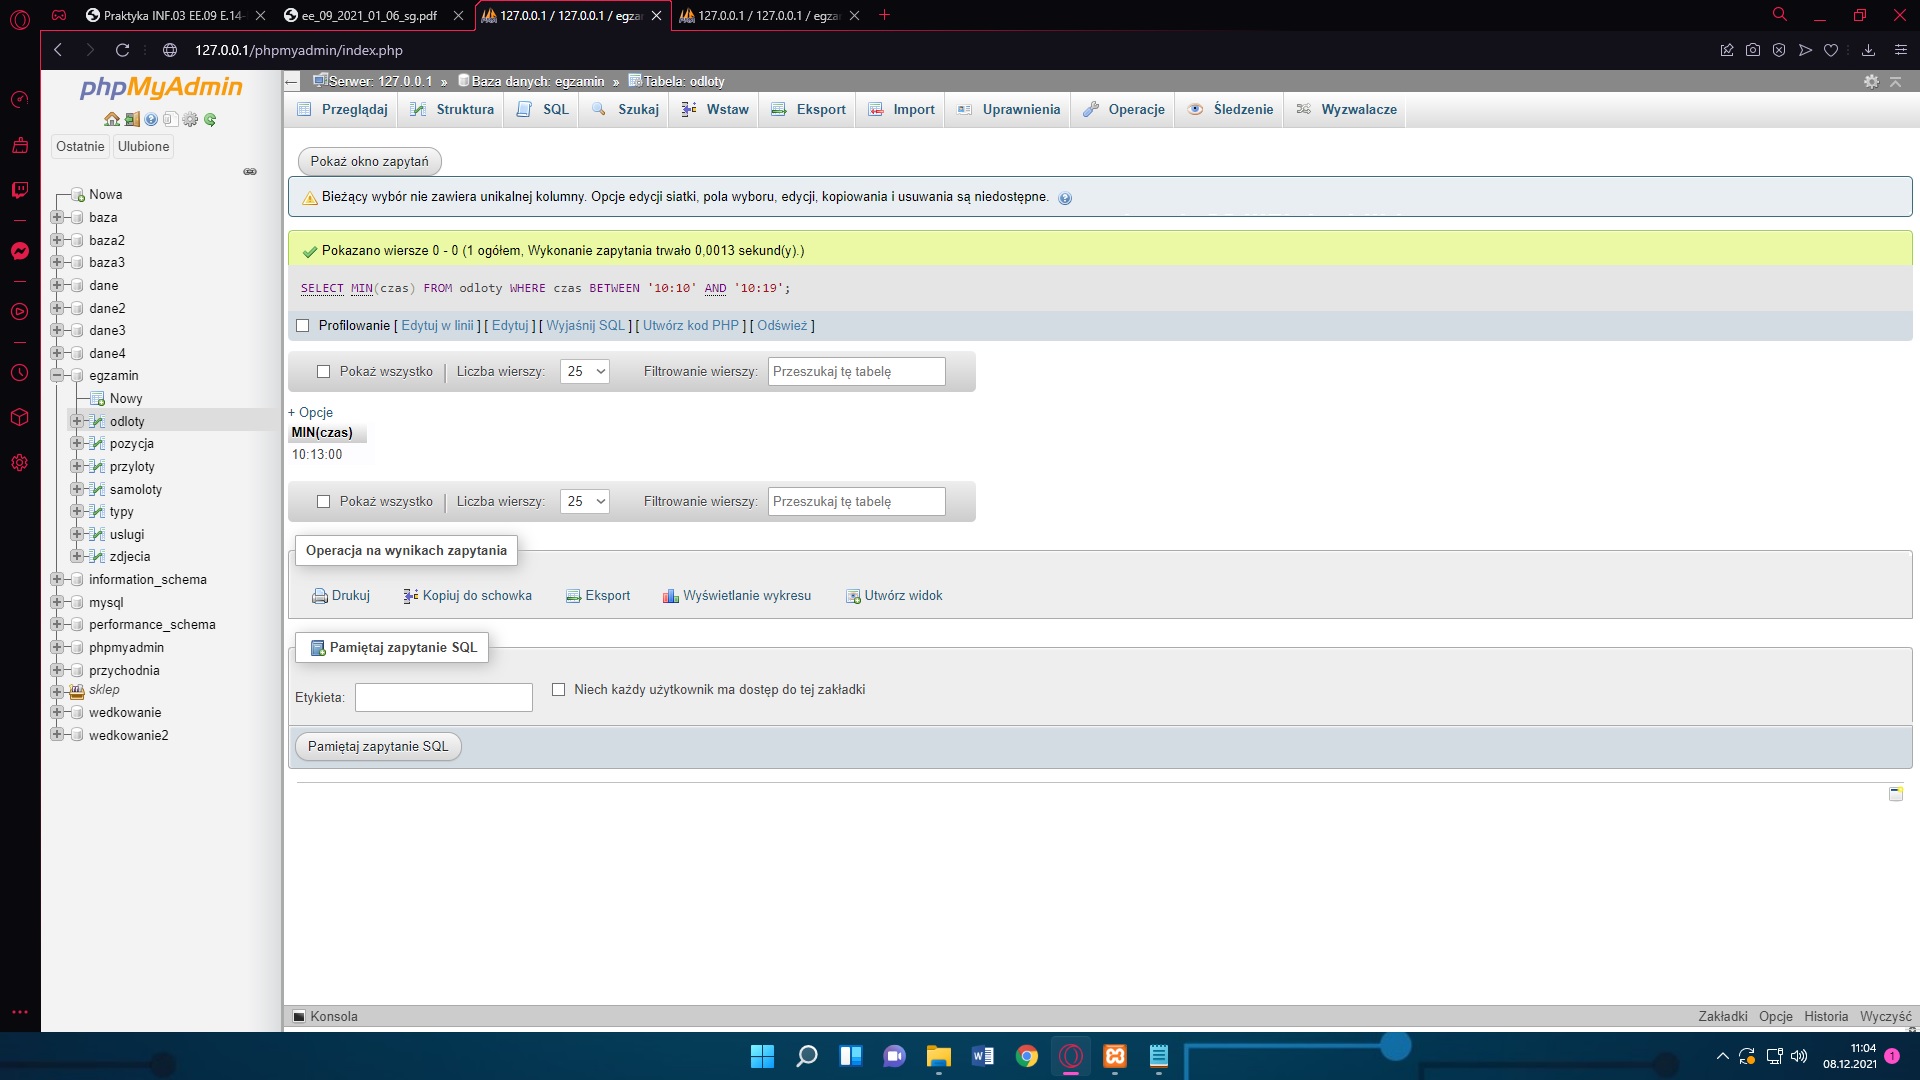 Praktyka INF.03 EE.09 E.14-
ee_09_2021_01_06_sg.pdf
127.0.0.1 / 127.0.0.1 / egza
127.0.0.1 / 127.0.0.1 / egza
127.0.0.1/phpmyadmin/index.php
phpMyAdmin
Ostatnie
Ulubione
Nowa
baza
baza2
baza3
dane
dane2
dane3
dane4
egzamin
Nowy
odloty
pozycja
przyloty
samoloty
typy
uslugi
zdjecia
information_schema
mysql
performance_schema
phpmyadmin
przychodnia
sklep
wedkowanie
wedkowanie2
Serwer: 127.0.0.1 » Baza danych: egzamin » Tabela: odloty
Przeglądaj Struktura SQL Szukaj Wstaw Eksport Import Uprawnienia Operacje Śledzenie Wyzwalacze
Pokaż okno zapytań
Bieżący wybór nie zawiera unikalnej kolumny. Opcje edycji siatki, pola wyboru, edycji, kopiowania i usuwania są niedostępne.
Pokazano wiersze 0 - 0 (1 ogółem, Wykonanie zapytania trwało 0,0013 sekund(y).)
SELECT MIN(czas) FROM odloty WHERE czas BETWEEN '10:10' AND '10:19';
Profilowanie [ Edytuj w linii ] [ Edytuj ] [ Wyjaśnij SQL ] [ Utwórz kod PHP ] [ Odśwież ]
Pokaż wszystko Liczba wierszy: 25 Filtrowanie wierszy: Przeszukaj tę tabelę
+ Opcje
MIN(czas)
10:13:00
Pokaż wszystko Liczba wierszy: 25 Filtrowanie wierszy: Przeszukaj tę tabelę
Operacja na wynikach zapytania
Drukuj Kopiuj do schowka Eksport Wyświetlanie wykresu Utwórz widok
Pamiętaj zapytanie SQL
Etykieta: Niech każdy użytkownik ma dostęp do tej zakładki
Pamiętaj zapytanie SQL
Konsola
Zakładki Opcje Historia Wyczyść
11:04
08.12.2021
1